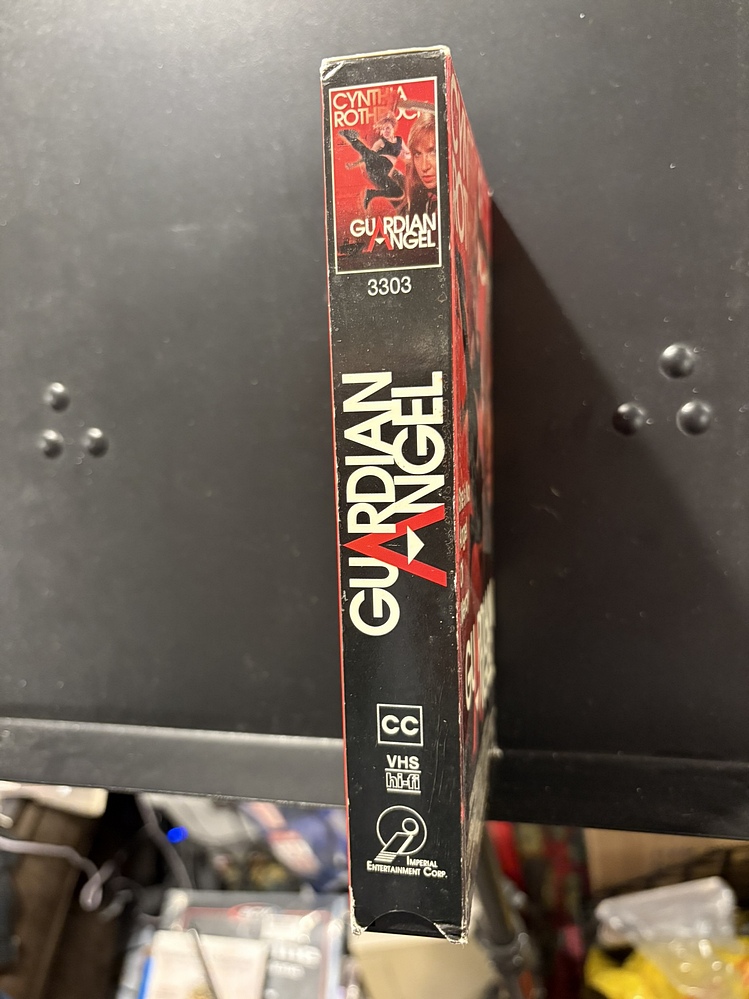 CYNTHIA
ROTHROCK
GUARDIAN
ANGEL
3303
GUARDIAN
ANGEL
CC
VHS
hi-fi
IMPERIAL
ENTERTAINMENT CORP.